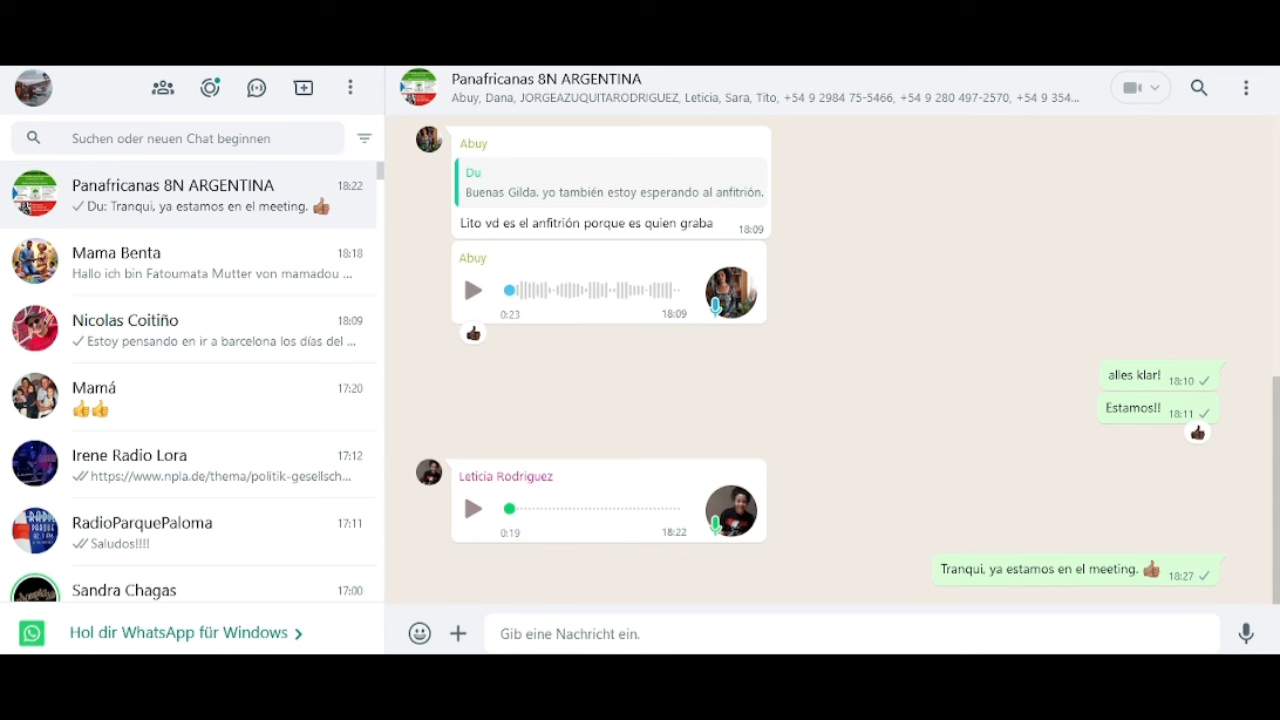 Suchen oder neuen Chat beginnen
Panafricanas 8N ARGENTINA
18:22
Du: Tranqui, ya estamos en el meeting. 👍🏾
Mama Benta
18:18
Hallo ich bin Fatoumata Mutter von mamadou ...
Nicolas Coitiño
18:09
Estoy pensando en ir a barcelona los días del ...
Mamá
17:20
👍👍
Irene Radio Lora
17:12
https://www.npla.de/thema/politik-gesellsch...
RadioParquePaloma
17:11
Saludos!!!!
Sandra Chagas
17:00
Hol dir WhatsApp für Windows
Panafricanas 8N ARGENTINA
Abuy, Dana, JORGEAZUQUITARODRIGUEZ, Leticia, Sara, Tito, +54 9 2984 75-5466, +54 9 280 497-2570, +54 9 354...
Abuy
Du
Buenas Gilda. yo también estoy esperando al anfitrión.
Lito vd es el anfitrión porque es quien graba
18:09
Abuy
0:23
18:09
alles klar!
18:10
Estamos!!
18:11
Leticia Rodriguez
0:19
18:22
Tranqui, ya estamos en el meeting. 👍🏾
18:27
Gib eine Nachricht ein.